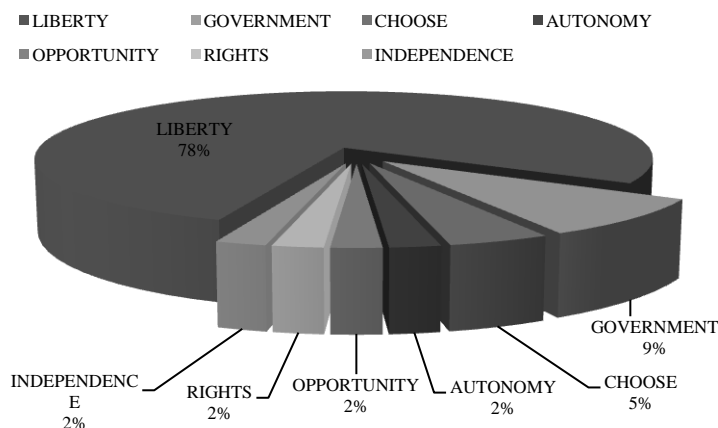 LIBERTY GOVERNMENT CHOOSE AUTONOMY
OPPORTUNITY RIGHTS INDEPENDENCE
LIBERTY
78%
GOVERNMENT
9%
CHOOSE
5%
AUTONOMY
2%
OPPORTUNITY
2%
RIGHTS
2%
INDEPENDENC
E
2%